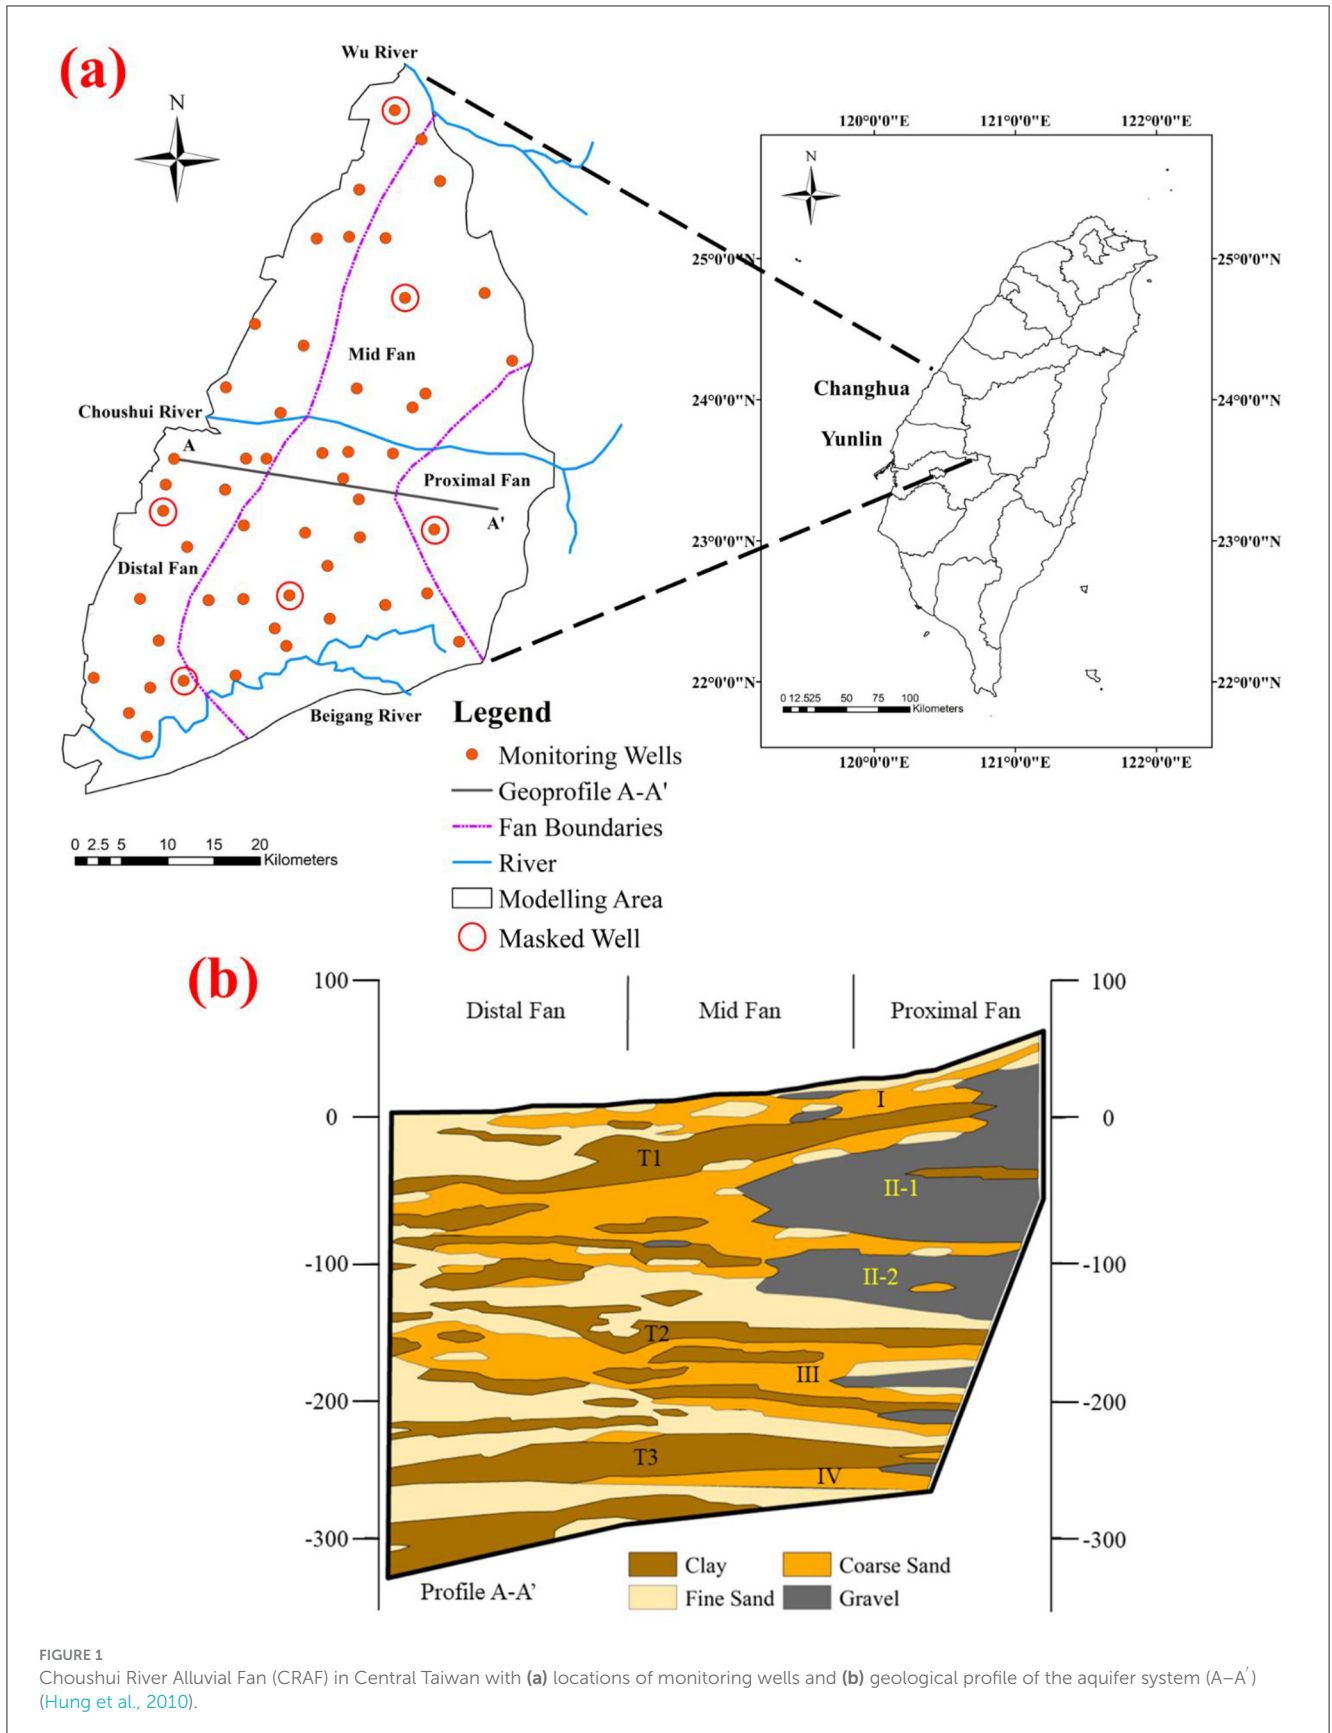 (a)
Wu River
N
Mid Fan
Choushui River
A
Proximal Fan
A'
Distal Fan
Beigang River
0 2.5 5 10 15 20
Kilometers
Legend
Monitoring Wells
Geoprofile A-A'
Fan Boundaries
River
Modelling Area
Masked Well
120°0'0"E 121°0'0"E 122°0'0"E
N
25°0'0"N 25°0'0"N
Changhua
24°0'0"N 24°0'0"N
Yunlin
23°0'0"N 23°0'0"N
22°0'0"N 22°0'0"N
0 12.525 50 75 100
Kilometers
120°0'0"E 121°0'0"E 122°0'0"E
(b)
100 100
Distal Fan Mid Fan Proximal Fan
I
0 0
T1
II-1
-100 -100
II-2
T2
III
-200 -200
T3
IV
-300 -300
Clay Coarse Sand
Fine Sand Gravel
Profile A-A'
FIGURE 1
Choushui River Alluvial Fan (CRAF) in Central Taiwan with (a) locations of monitoring wells and (b) geological profile of the aquifer system (A–A′)
(Hung et al., 2010).